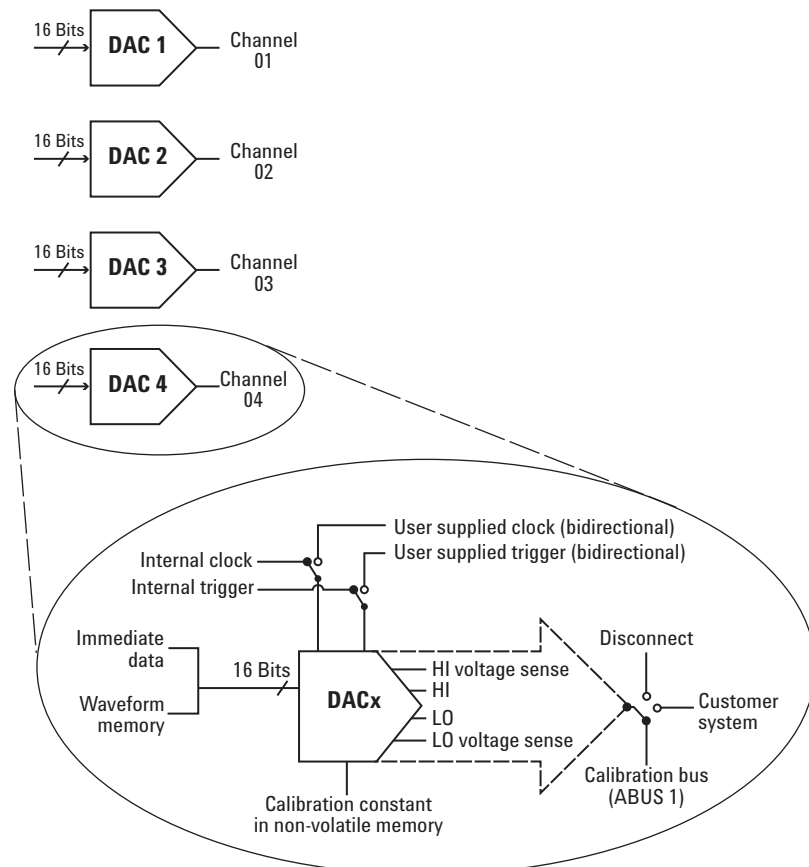 16 Bits
DAC 1
Channel
01
16 Bits
DAC 2
Channel
02
16 Bits
DAC 3
Channel
03
16 Bits
DAC 4
Channel
04
User supplied clock (bidirectional)
User supplied trigger (bidirectional)
Internal clock
Internal trigger
Immediate
data
Waveform
memory
16 Bits
DACx
HI voltage sense
HI
LO
LO voltage sense
Disconnect
Customer
system
Calibration bus
(ABUS 1)
Calibration constant
in non-volatile memory